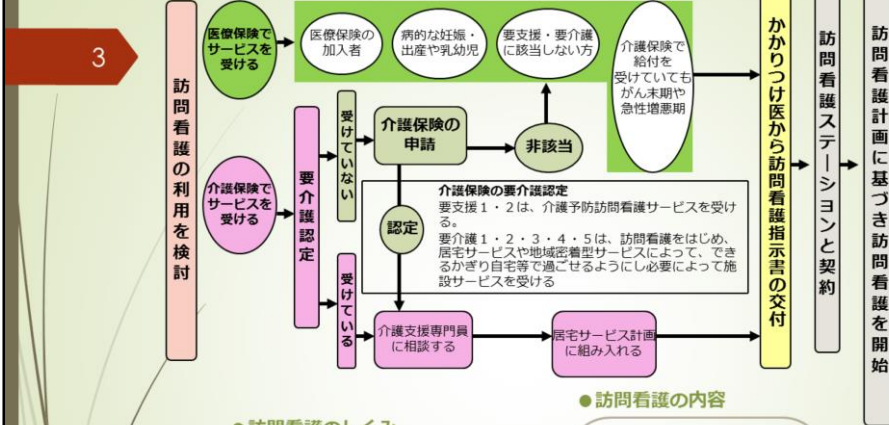 3
訪問看護の利用を検討
医療保険で
サービスを
受ける
医療保険の
加入者
病的な妊娠・
出産や乳幼児
要支援・要介護
に該当しない方
介護保険で
給付を
受けていても
がん末期や
急性増悪期
介護保険で
サービスを
受ける
要介護認定
受けていない
介護保険の
申請
非該当
認定
介護保険の要介護認定
要支援1・2は、介護予防訪問看護サービスを受け
る。
要介護1・2・3・4・5は、訪問看護をはじめ、
居宅サービスや地域密着型サービスによって、でき
るかぎり自宅等で過ごせるようにし必要によって施
設サービスを受ける
受けている
介護支援専門員
に相談する
居宅サービス計画
に組み入れる
かかりつけ医から訪問看護指示書の交付
訪問看護ステーションと契約
訪問看護計画に基づき訪問看護を開始
●訪問看護のしくみ
●訪問看護の内容